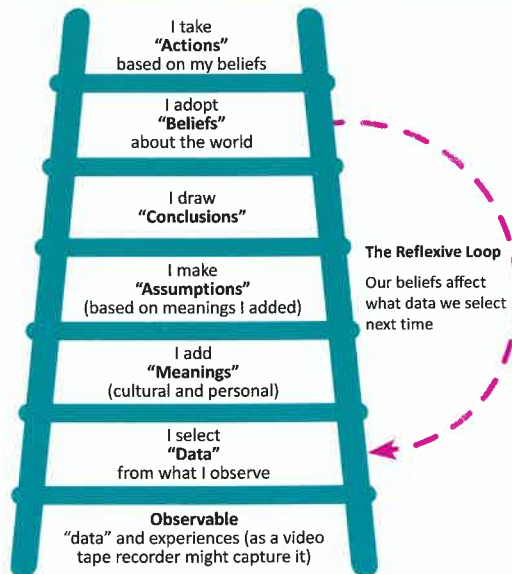 I take
“Actions”
based on my beliefs
I adopt
“Beliefs”
about the world
I draw
“Conclusions”
The Reflexive Loop
Our beliefs affect
what data we select
next time
I make
“Assumptions”
(based on meanings I added)
I add
“Meanings”
(cultural and personal)
I select
“Data”
from what I observe
Observable
“data” and experiences (as a video
tape recorder might capture it)